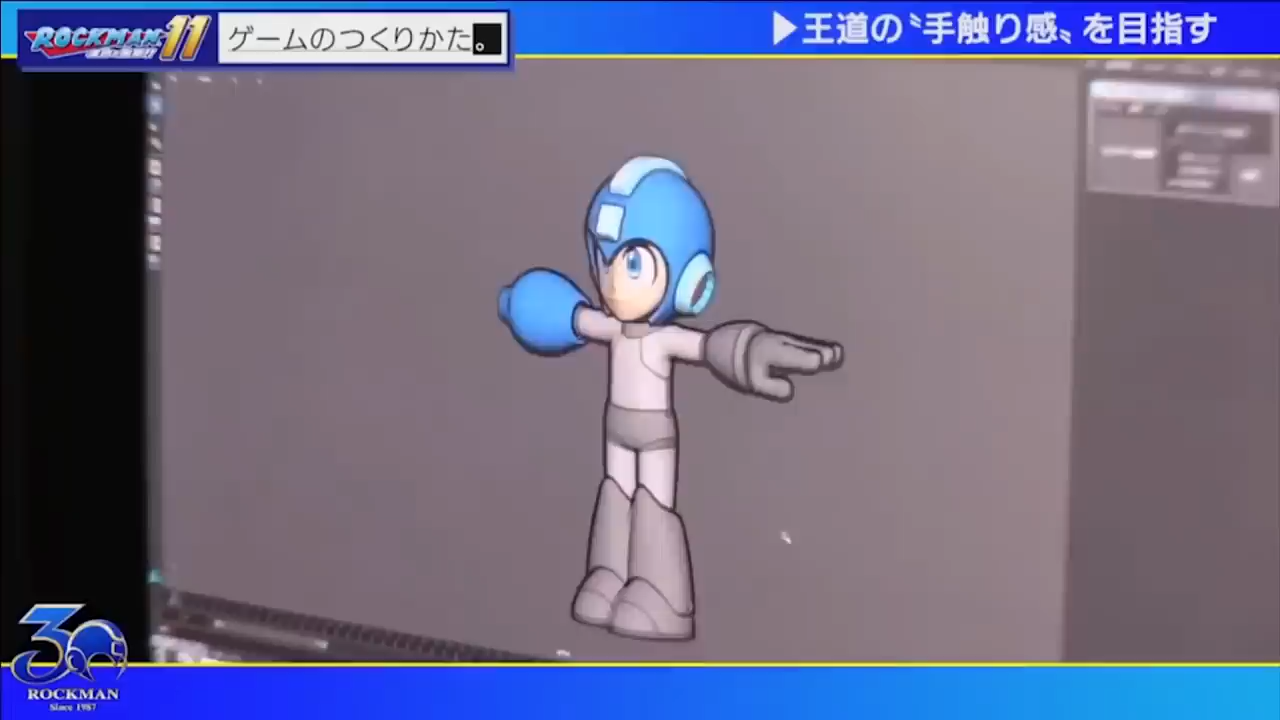 ROCKMAN 11
ゲームのつくりかた。
▶王道の〝手触り感〟を目指す
30
ROCKMAN
Since 1987